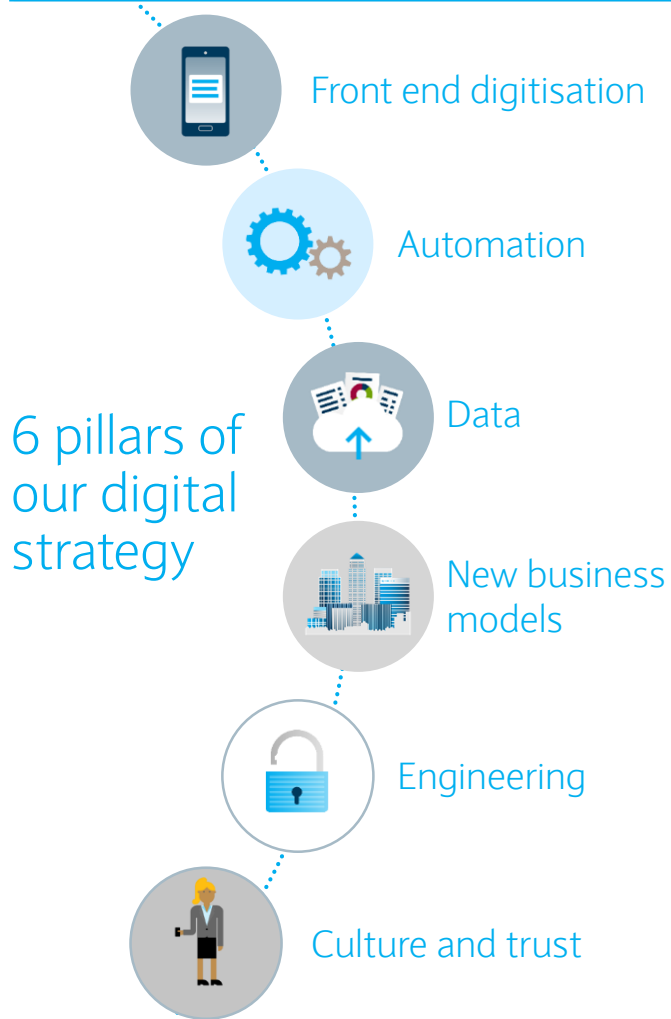 Front end digitisation
Automation
Data
6 pillars of
our digital
strategy
New business
models
Engineering
Culture and trust